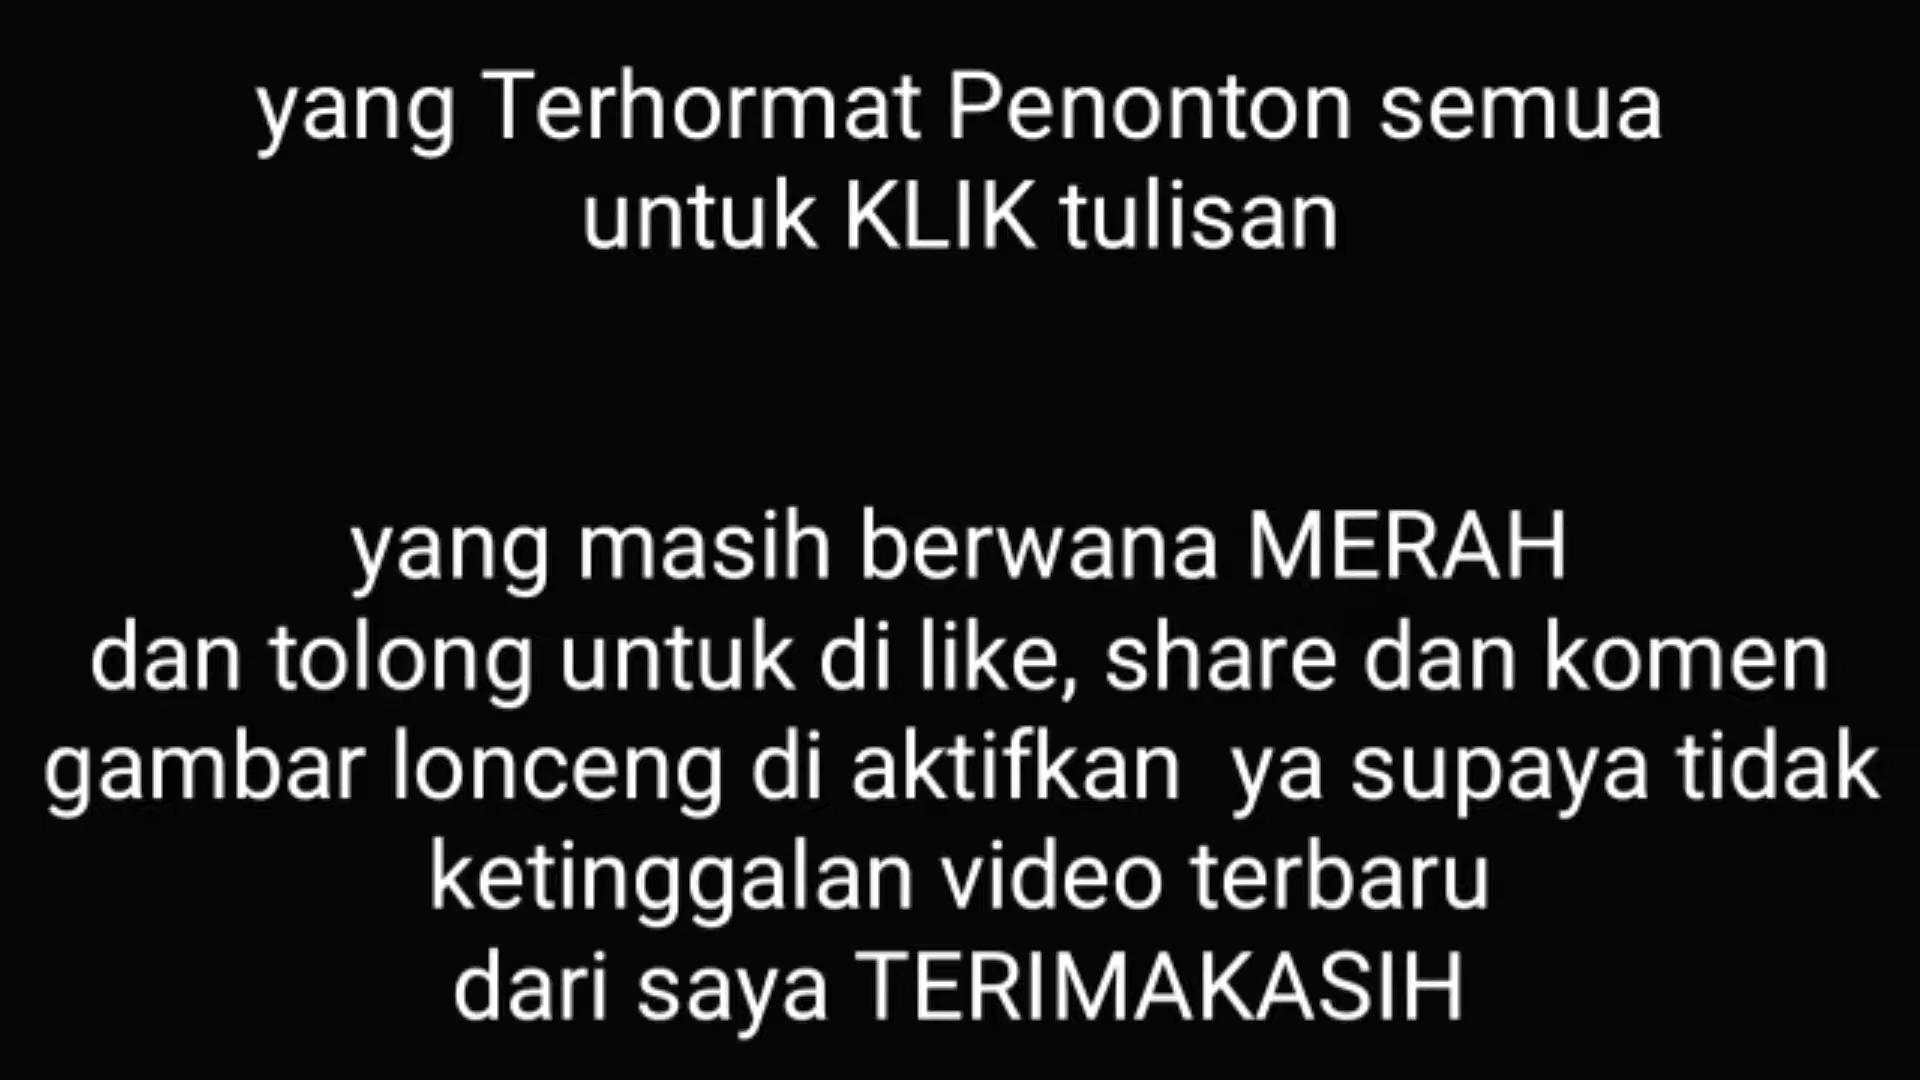 yang Terhormat Penonton semua
untuk KLIK tulisan
yang masih berwana MERAH
dan tolong untuk di like, share dan komen
gambar lonceng di aktifkan  ya supaya tidak
ketinggalan video terbaru
dari saya TERIMAKASIH